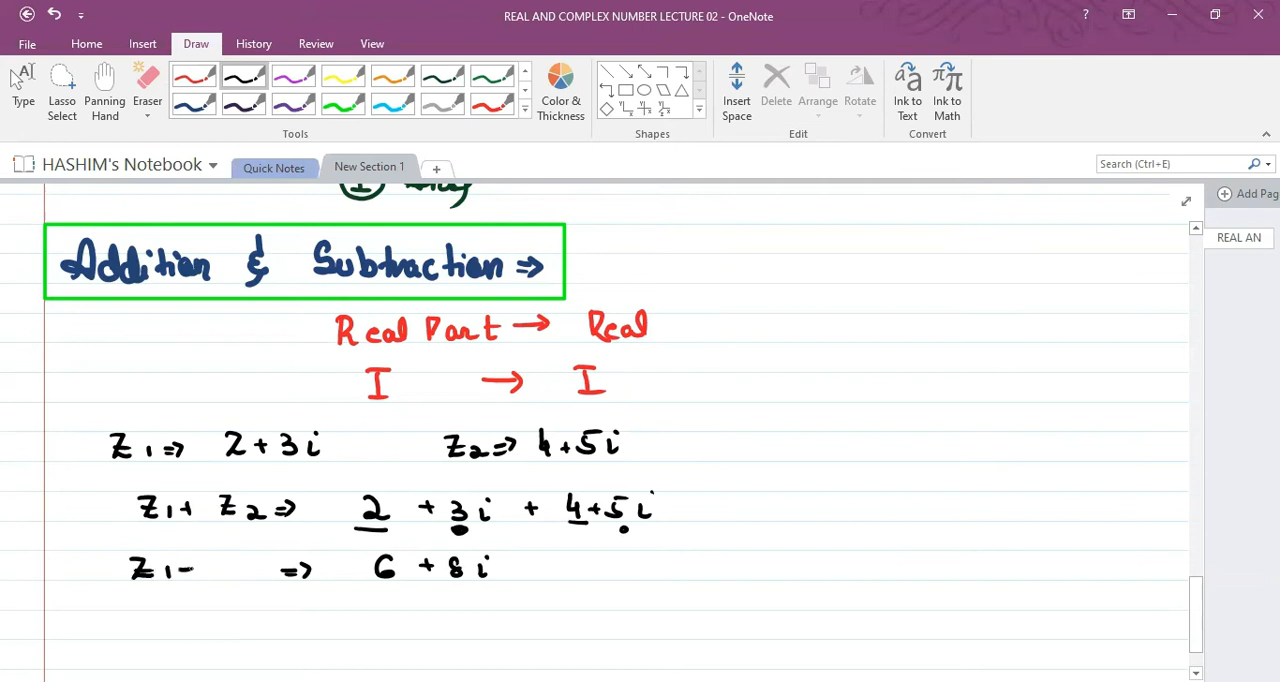 REAL AND COMPLEX NUMBER LECTURE 02 - OneNote
File Home Insert Draw History Review View
Type Lasso Select Panning Hand Eraser Color & Thickness Insert Space Delete Arrange Rotate Ink to Text Ink to Math
Tools Shapes Edit Convert
HASHIM's Notebook Quick Notes New Section 1 + Search (Ctrl+E)
Add Pag
REAL AN
Addition & Subtraction ⇒
Real Part → Real
I → I
Z1 ⇒ 2 + 3i Z2 ⇒ 4 + 5i
Z1 + Z2 ⇒ 2 + 3i + 4 + 5i
Z1 - ⇒ 6 + 8i